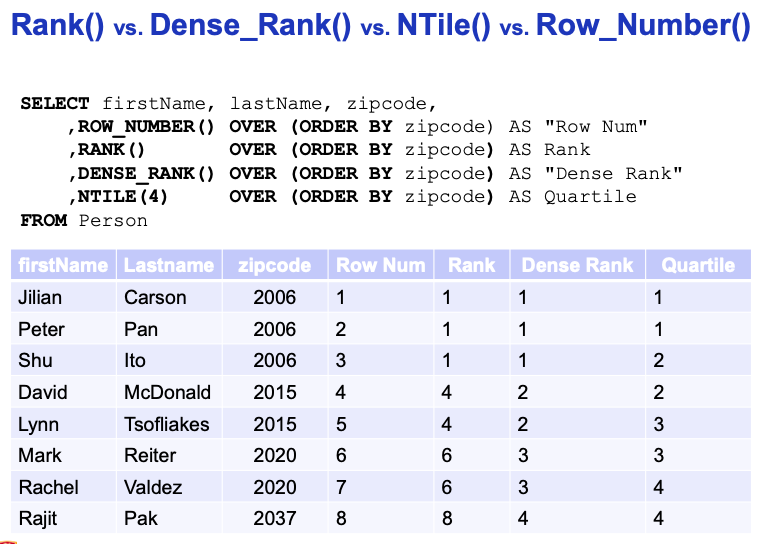 Rank() vs. Dense_Rank() vs. NTile() vs. Row_Number()
SELECT firstName, lastName, zipcode,
,ROW_NUMBER() OVER (ORDER BY zipcode) AS "Row Num"
,RANK() OVER (ORDER BY zipcode) AS Rank
,DENSE_RANK() OVER (ORDER BY zipcode) AS "Dense Rank"
,NTILE(4) OVER (ORDER BY zipcode) AS Quartile
FROM Person
firstName Lastname zipcode Row Num Rank Dense Rank Quartile
Jilian Carson 2006 1 1 1 1
Peter Pan 2006 2 1 1 1
Shu Ito 2006 3 1 1 2
David McDonald 2015 4 4 2 2
Lynn Tsofliakes 2015 5 4 2 3
Mark Reiter 2020 6 6 3 3
Rachel Valdez 2020 7 6 3 4
Rajit Pak 2037 8 8 4 4